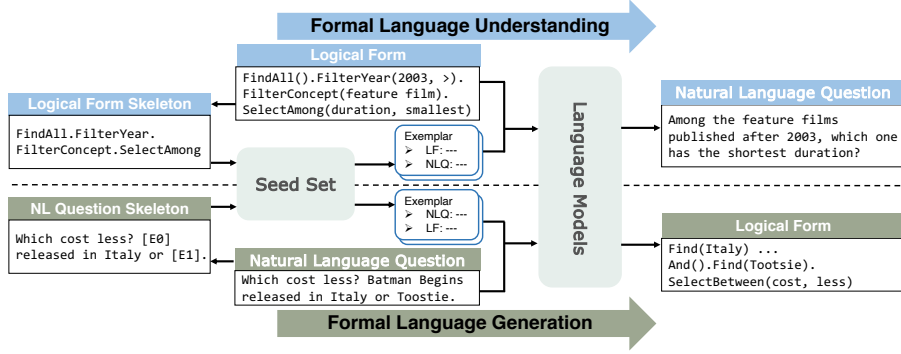 Formal Language Understanding
Logical Form
FindAll().FilterYear(2003, >).
FilterConcept(feature film).
SelectAmong(duration, smallest)
Logical Form Skeleton
FindAll.FilterYear.
FilterConcept.SelectAmong
Exemplar
➢ LF: ---
➢ NLQ: ---
Seed Set
Language Models
Natural Language Question
Among the feature films
published after 2003, which one
has the shortest duration?
NL Question Skeleton
Which cost less? [E0]
released in Italy or [E1].
Exemplar
➢ NLQ: ---
➢ LF: ---
Natural Language Question
Which cost less? Batman Begins
released in Italy or Toostie.
Logical Form
Find(Italy) ...
And().Find(Tootsie).
SelectBetween(cost, less)
Formal Language Generation